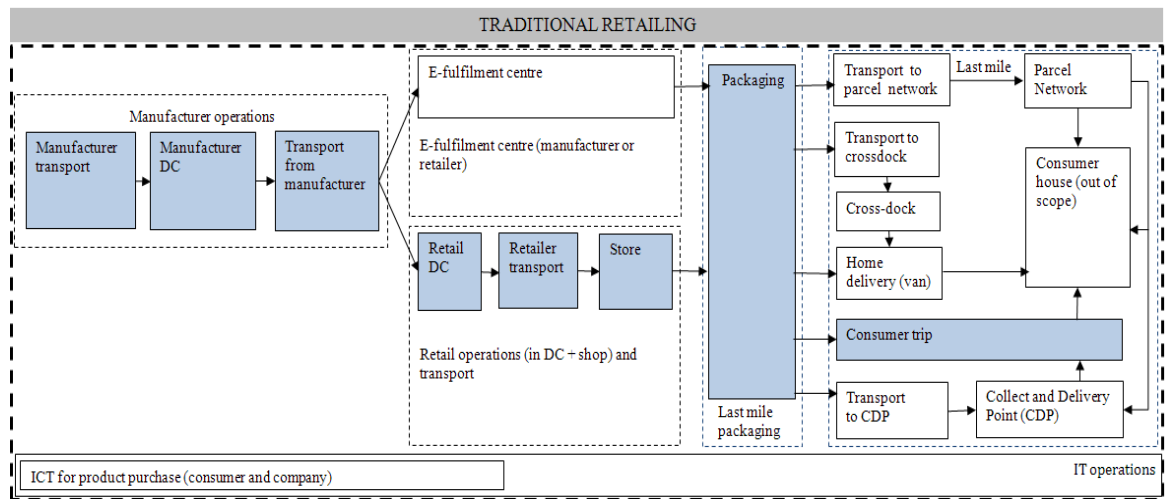 TRADITIONAL RETAILING
Manufacturer operations
Manufacturer
transport
Manufacturer
DC
Transport
from
manufacturer
E-fulfilment centre
E-fulfilment centre (manufacturer or
retailer)
Retail
DC
Retailer
transport
Store
Retail operations (in DC + shop) and
transport
Packaging
Last mile
packaging
Transport to
parcel network
Last mile
Parcel
Network
Transport to
crossdock
Cross-dock
Home
delivery (van)
Consumer
house (out of
scope)
Consumer trip
Transport
to CDP
Collect and Delivery
Point (CDP)
ICT for product purchase (consumer and company)
IT operations